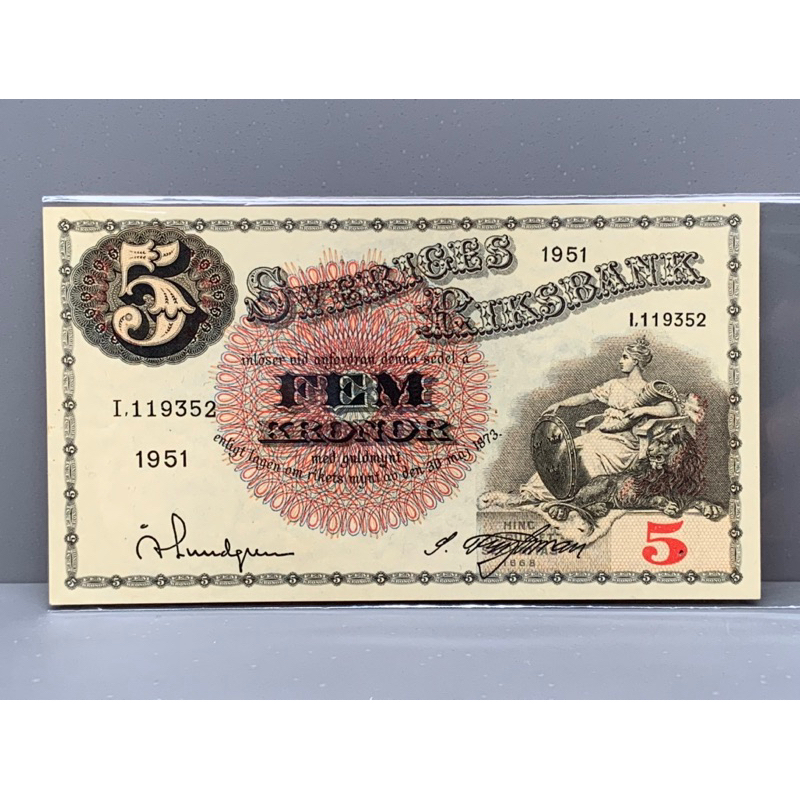 5
SVERIGES
1951
RIKSBANK
I,119352
inlöser vid anfordran denna sedel å
FEM
KRONOR
I,119352
1951
med guldmynt
enligt lagen om rikets mynt av den 30 maj 1873.
HINC
1668
5